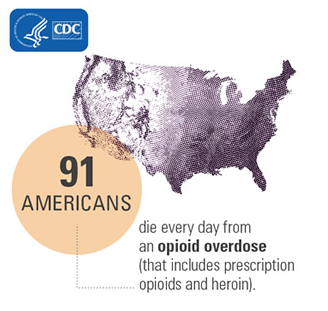 CDC
91
AMERICANS
die every day from
an opioid overdose
(that includes prescription
opioids and heroin).